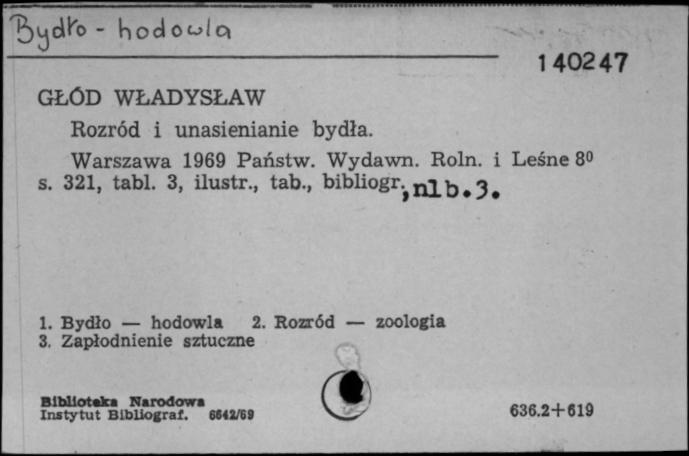 Bydło - hodowla
140247
GŁÓD WŁADYSŁAW
Rozród i unasienianie bydła.
Warszawa 1969 Państw. Wydawn. Roln. i Leśne 8⁰
s. 321, tabl. 3, ilustr., tab., bibliogr., nlb.3.
1. Bydło — hodowla 2. Rozród — zoologia
3. Zapłodnienie sztuczne
Biblioteka Narodowa
Instytut Bibliograf. 6642/69
636.2+619